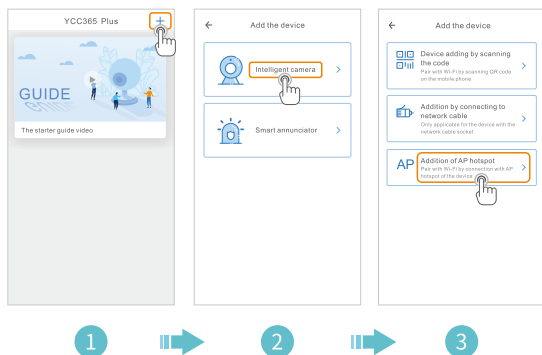 YCC365 Plus
+
GUIDE
The starter guide video
Add the device
Intelligent camera
Smart annunciator
Add the device
Device adding by scanning
the code
Pair with Wi-Fi by scanning QR code
on the mobile phone
Addition by connecting to
network cable
Only applicable for the device with the
network cable socket
AP
Addition of AP hotspot
Pair with Wi-Fi by connection with AP
hotspot of the device
1
2
3